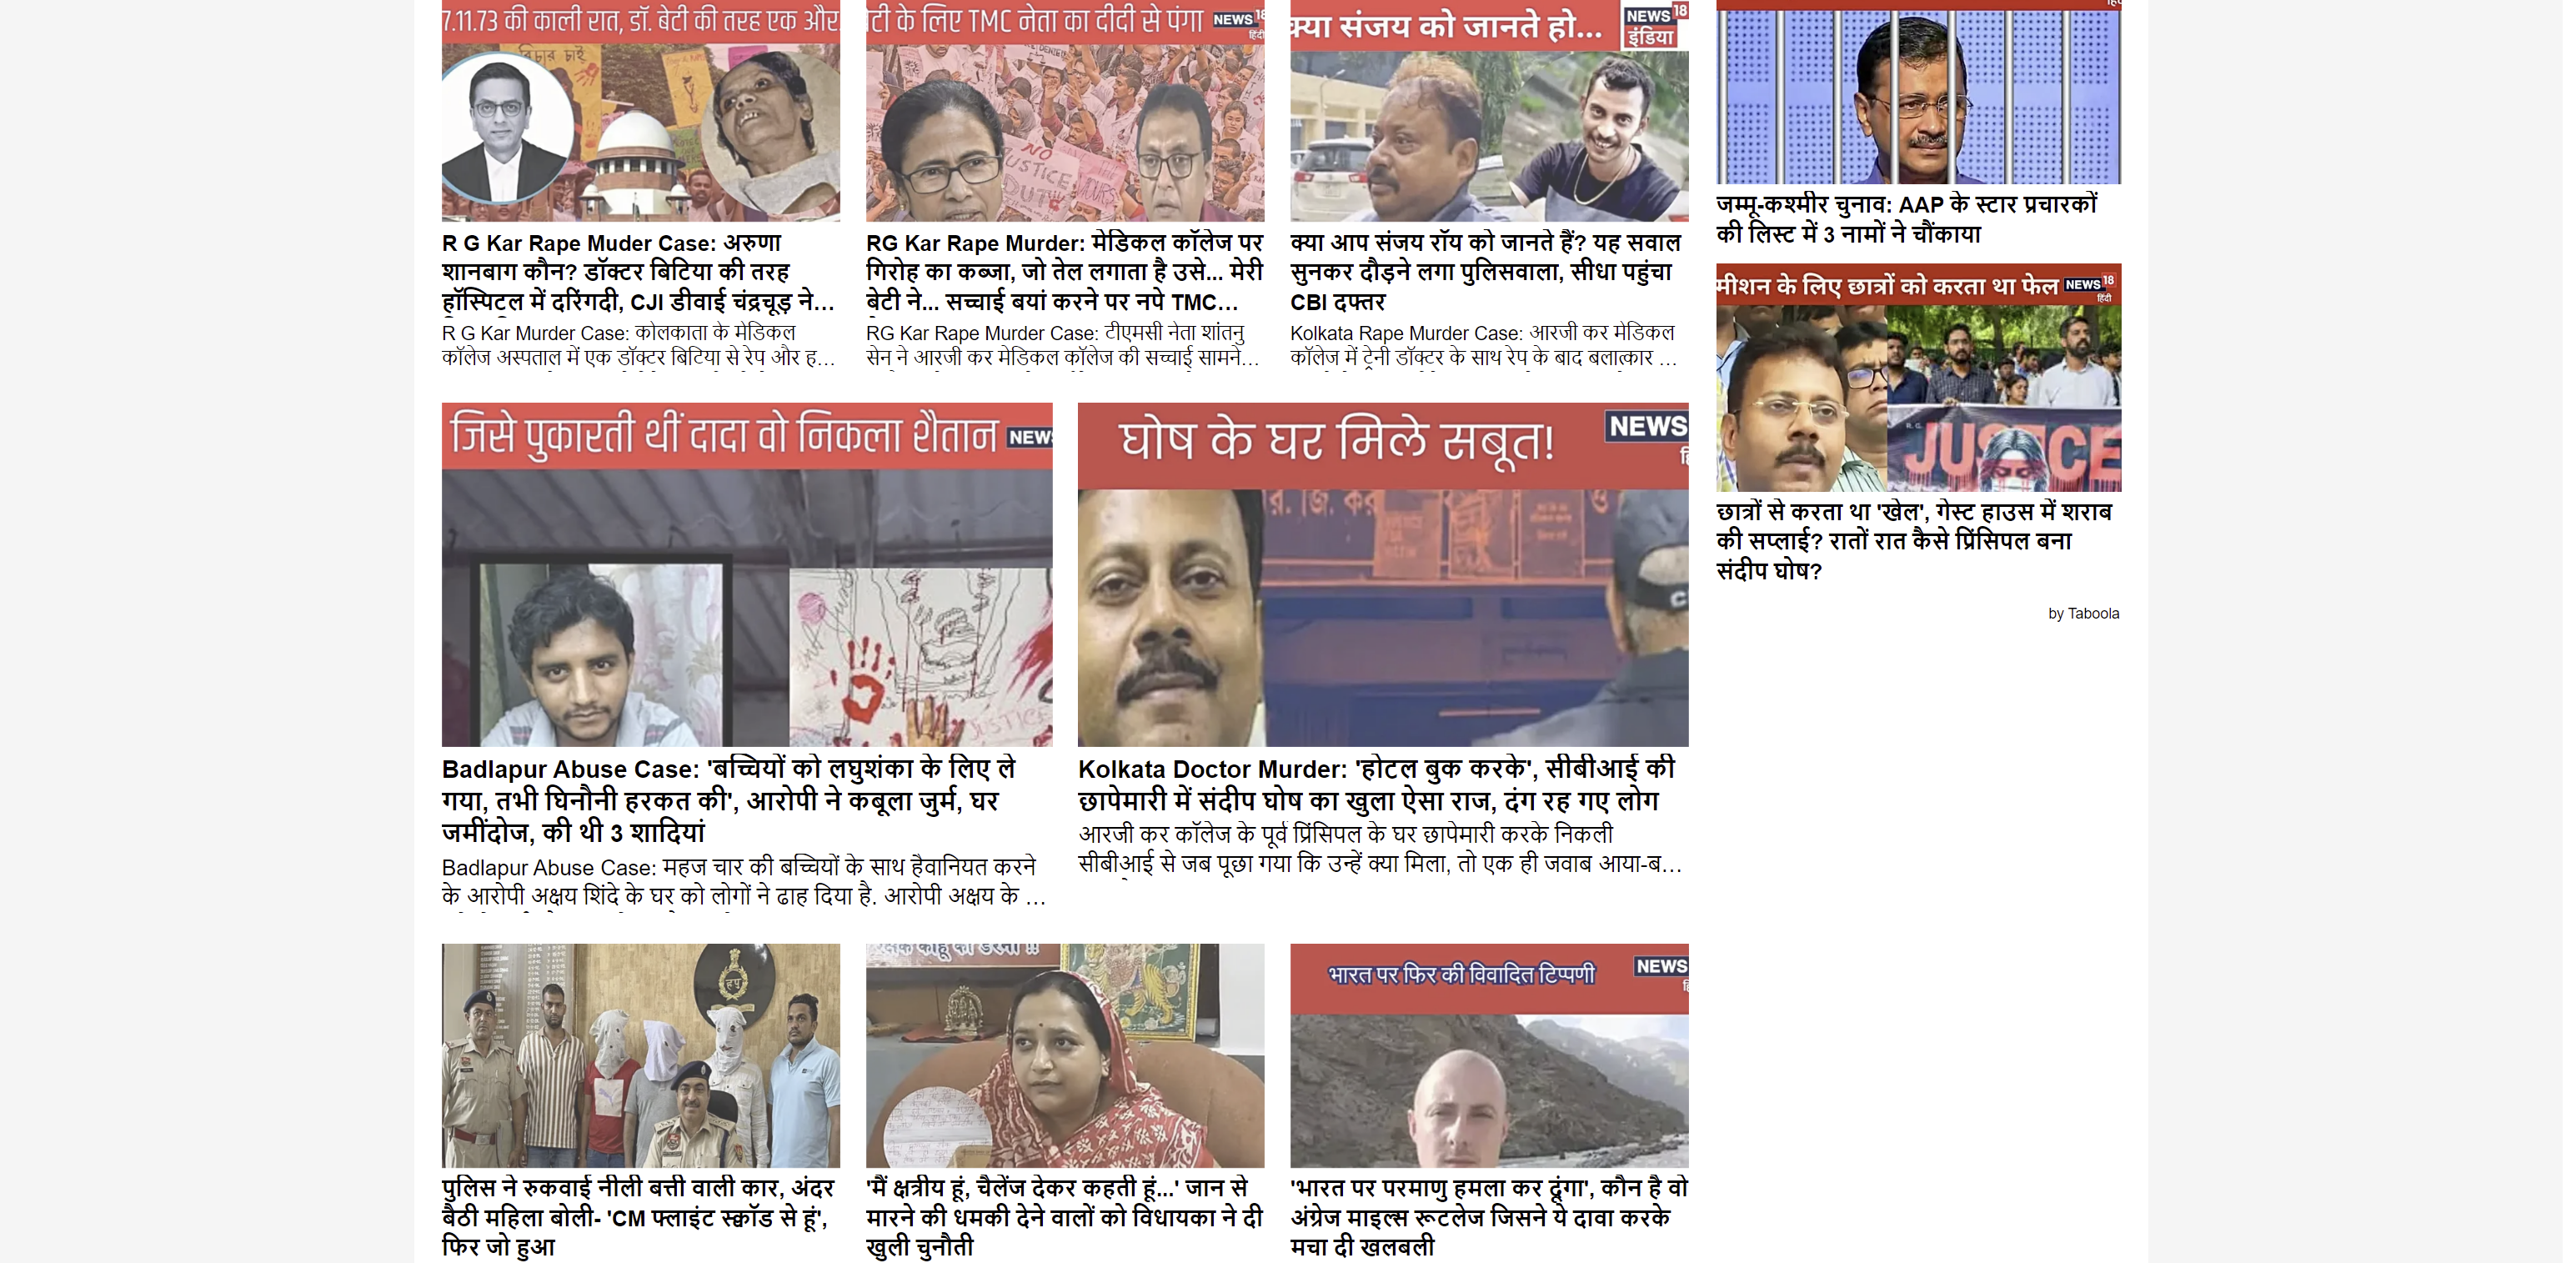 7.11.73 की काली रात, डॉ. बेटी की तरह एक और
R G Kar Rape Muder Case: अरुणा
शानबाग कौन? डॉक्टर बिटिया की तरह
हॉस्पिटल में दरिंगदी, CJI डीवाई चंद्रचूड़ ने…
R G Kar Murder Case: कोलकाता के मेडिकल
कॉलेज अस्पताल में एक डॉक्टर बिटिया से रेप और ह…
टी के लिए TMC नेता का दीदी से पंगा NEWS 18
हिंदी
NO
JUSTICE
RG Kar Rape Murder: मेडिकल कॉलेज पर
गिरोह का कब्जा, जो तेल लगाता है उसे... मेरी
बेटी ने... सच्चाई बयां करने पर नपे TMC…
RG Kar Rape Murder Case: टीएमसी नेता शांतनु
सेन ने आरजी कर मेडिकल कॉलेज की सच्चाई सामने…
क्या संजय को जानते हो... NEWS 18
इंडिया
क्या आप संजय रॉय को जानते हैं? यह सवाल
सुनकर दौड़ने लगा पुलिसवाला, सीधा पहुंचा
CBI दफ्तर
Kolkata Rape Murder Case: आरजी कर मेडिकल
कॉलेज में ट्रेनी डॉक्टर के साथ रेप के बाद बलात्कार …
जिसे पुकारती थीं दादा वो निकला शैतान NEW
JUSTICE
Badlapur Abuse Case: 'बच्चियों को लघुशंका के लिए ले
गया, तभी घिनौनी हरकत की', आरोपी ने कबूला जुर्म, घर
जमींदोज, की थी 3 शादियां
Badlapur Abuse Case: महज चार की बच्चियों के साथ हैवानियत करने
के आरोपी अक्षय शिंदे के घर को लोगों ने ढाह दिया है. आरोपी अक्षय के …
घोष के घर मिले सबूत! NEWS
Kolkata Doctor Murder: 'होटल बुक करके', सीबीआई की
छापेमारी में संदीप घोष का खुला ऐसा राज, दंग रह गए लोग
आरजी कर कॉलेज के पूर्व प्रिंसिपल के घर छापेमारी करके निकली
सीबीआई से जब पूछा गया कि उन्हें क्या मिला, तो एक ही जवाब आया-ब…
पुलिस ने रुकवाई नीली बत्ती वाली कार, अंदर
बैठी महिला बोली- 'CM फ्लाइंट स्क्वॉड से हूं',
फिर जो हुआ
'मैं क्षत्रीय हूं, चैलेंज देकर कहती हूं...' जान से
मारने की धमकी देने वालों को विधायका ने दी
खुली चुनौती
भारत पर फिर की विवादित टिप्पणी NEWS
'भारत पर परमाणु हमला कर दूंगा', कौन है वो
अंग्रेज माइल्स रूटलेज जिसने ये दावा करके
मचा दी खलबली
जम्मू-कश्मीर चुनाव: AAP के स्टार प्रचारकों
की लिस्ट में 3 नामों ने चौंकाया
मीशन के लिए छात्रों को करता था फेल NEWS 18
हिंदी
JUSTICE
छात्रों से करता था 'खेल', गेस्ट हाउस में शराब
की सप्लाई? रातों रात कैसे प्रिंसिपल बना
संदीप घोष?
by Taboola